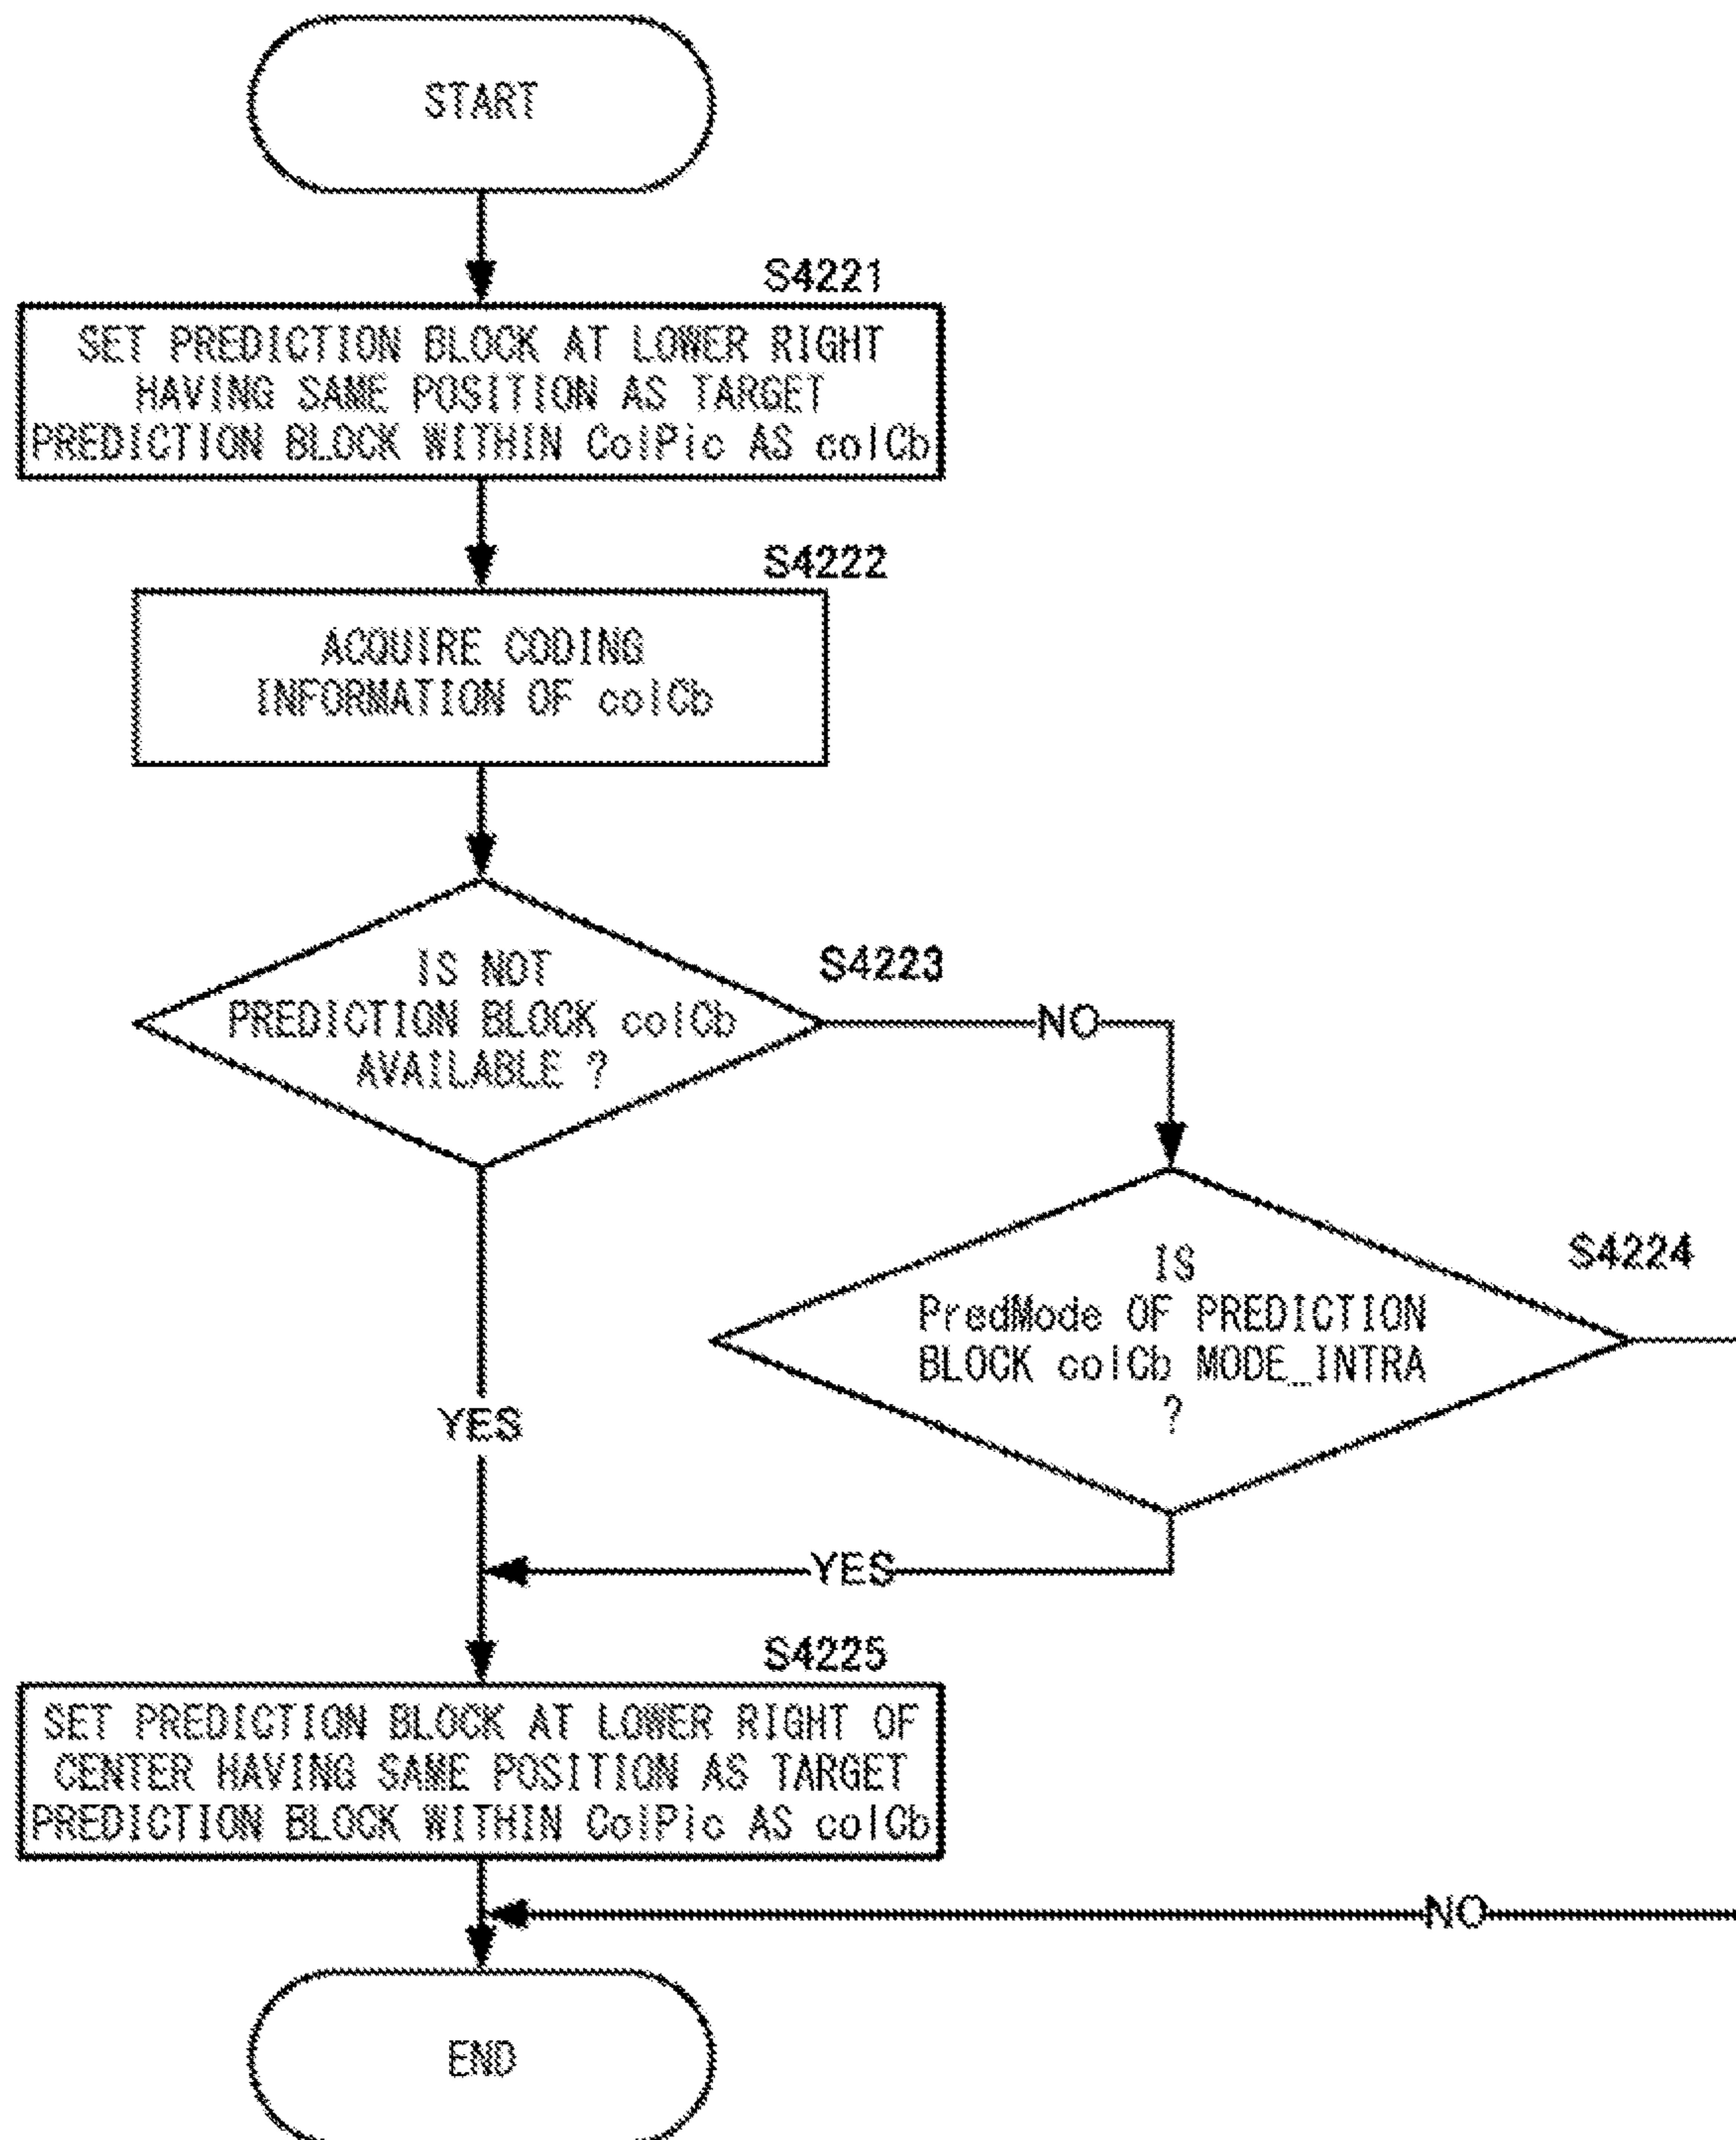 START
S4221
SET PREDICTION BLOCK AT LOWER RIGHT
HAVING SAME POSITION AS TARGET
PREDICTION BLOCK WITHIN ColPic AS colCb
S4222
ACQUIRE CODING
INFORMATION OF colCb
IS NOT
PREDICTION BLOCK colCb
AVAILABLE ?
S4223
NO
S4224
IS
PredMode OF PREDICTION
BLOCK colCb MODE_INTRA
?
YES
YES
S4225
SET PREDICTION BLOCK AT LOWER RIGHT OF
CENTER HAVING SAME POSITION AS TARGET
PREDICTION BLOCK WITHIN ColPic AS colCb
NO
END